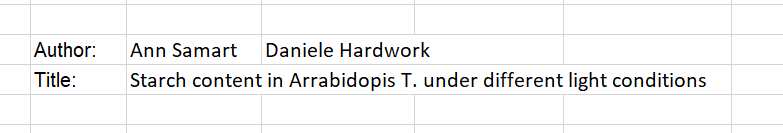 Author: Ann Samart Daniele Hardwork
Title: Starch content in Arrabidopis T. under different light conditions